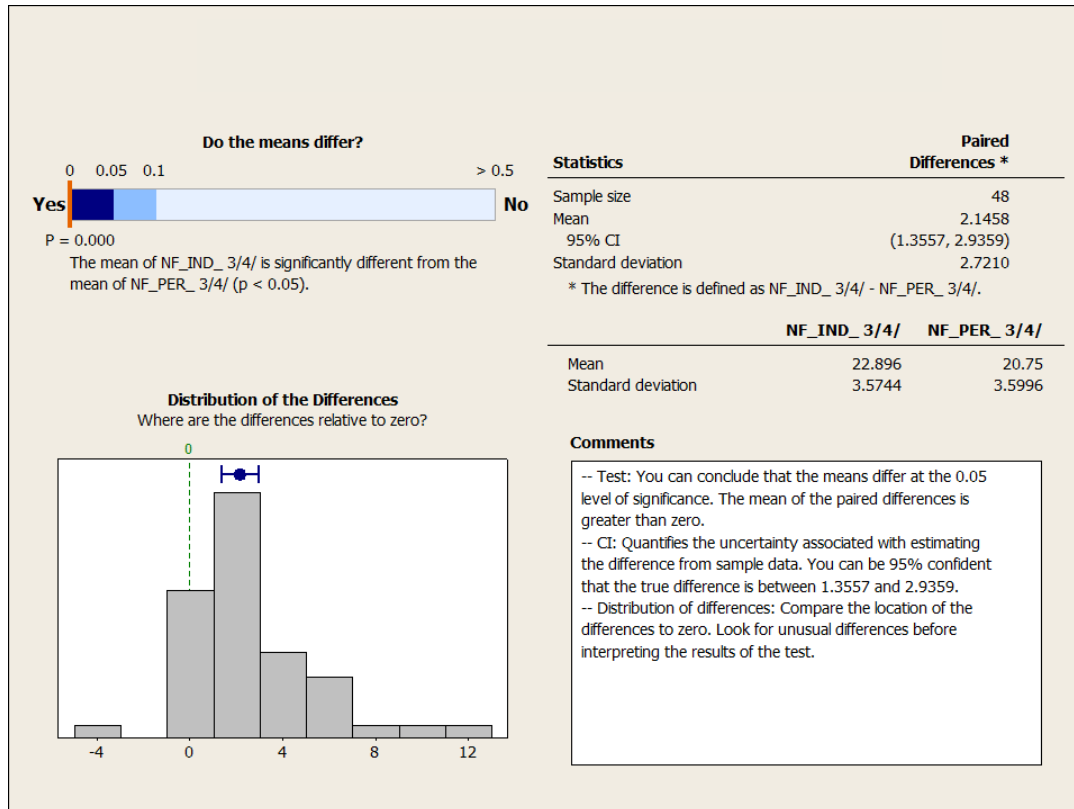 Do the means differ?
0 0.05 0.1 > 0.5
Yes No
P = 0.000
The mean of NF_IND_ 3/4/ is significantly different from the
mean of NF_PER_ 3/4/ (p < 0.05).
Paired
Statistics Differences *
Sample size 48
Mean 2.1458
95% CI (1.3557, 2.9359)
Standard deviation 2.7210
* The difference is defined as NF_IND_ 3/4/ - NF_PER_ 3/4/.
NF_IND_ 3/4/ NF_PER_ 3/4/
Mean 22.896 20.75
Standard deviation 3.5744 3.5996
Distribution of the Differences
Where are the differences relative to zero?
0
-4 0 4 8 12
Comments
-- Test: You can conclude that the means differ at the 0.05
level of significance. The mean of the paired differences is
greater than zero.
-- CI: Quantifies the uncertainty associated with estimating
the difference from sample data. You can be 95% confident
that the true difference is between 1.3557 and 2.9359.
-- Distribution of differences: Compare the location of the
differences to zero. Look for unusual differences before
interpreting the results of the test.